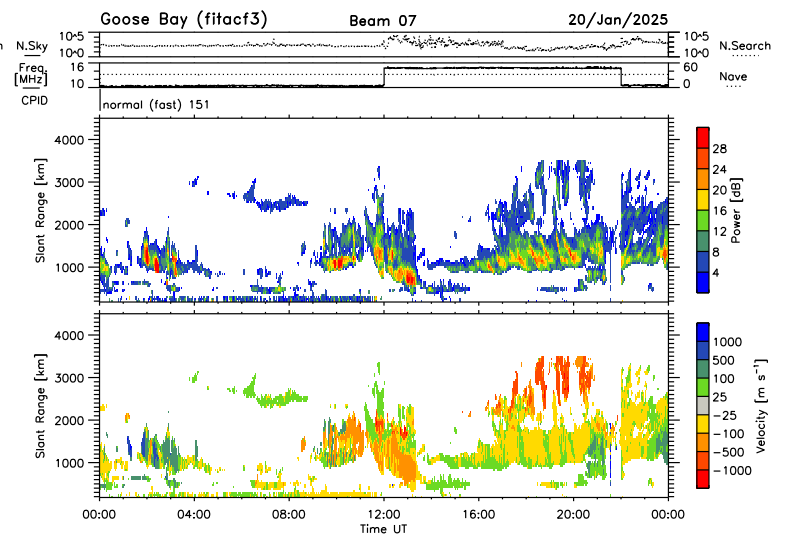 Goose Bay (fitacf3) Beam 07 20/Jan/2025
N.Sky 10^5 10^0 10^5 10^0 N.Search
Freq. [MHz] 16 10 60 0 Nave
CPID normal (fast) 151
Slant Range [km] 4000 3000 2000 1000
Power [dB] 28 24 20 16 12 8 4
Slant Range [km] 4000 3000 2000 1000
Velocity [m s⁻¹] 1000 500 100 25 −25 −100 −500 −1000
00:00 04:00 08:00 12:00 16:00 20:00 00:00
Time UT